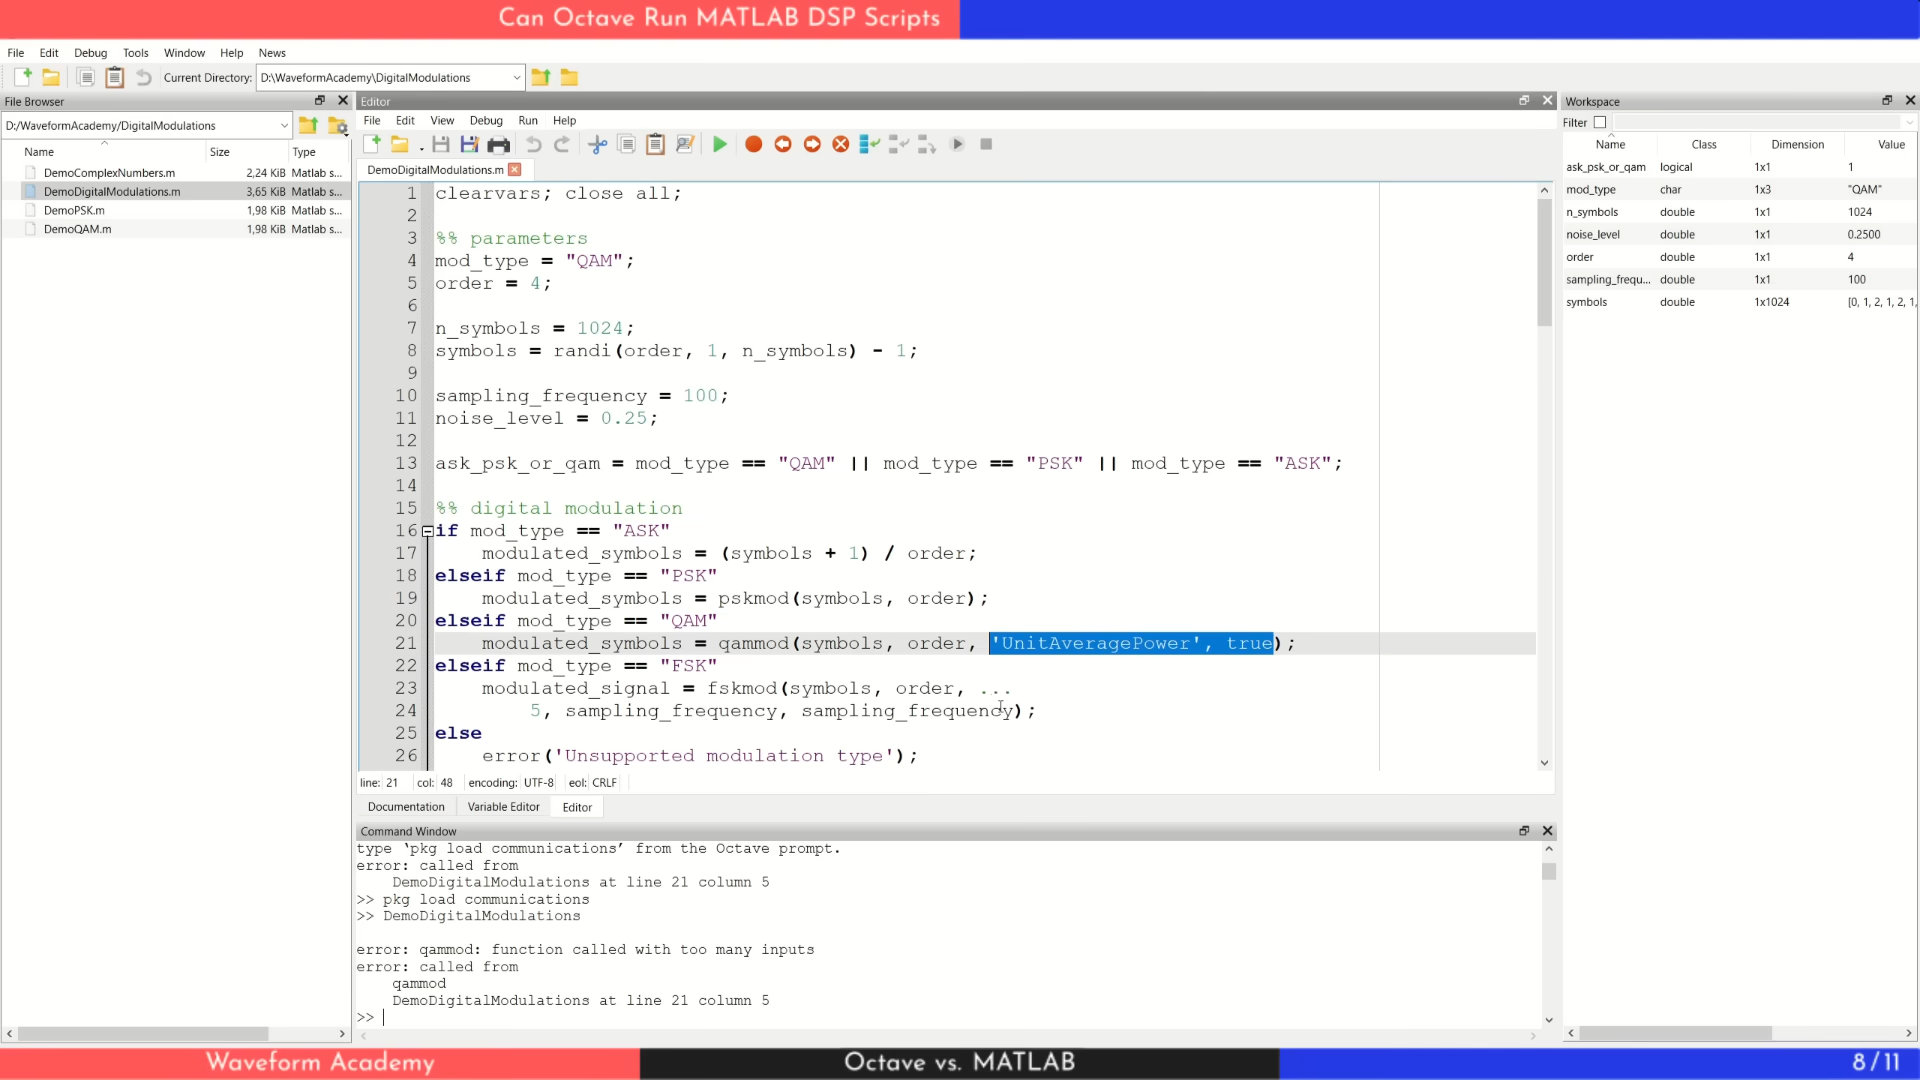 Can Octave Run MATLAB DSP Scripts
File Edit Debug Tools Window Help News
Current Directory: D:\WaveformAcademy\DigitalModulations
File Browser
D:/WaveformAcademy/DigitalModulations
Name Size Type
DemoComplexNumbers.m 2,24 KiB Matlab s...
DemoDigitalModulations.m 3,65 KiB Matlab s...
DemoPSK.m 1,98 KiB Matlab s...
DemoQAM.m 1,98 KiB Matlab s...
Editor
File Edit View Debug Run Help
DemoDigitalModulations.m
1 clearvars; close all;
2
3 %% parameters
4 mod_type = "QAM";
5 order = 4;
6
7 n_symbols = 1024;
8 symbols = randi(order, 1, n_symbols) - 1;
9
10 sampling_frequency = 100;
11 noise_level = 0.25;
12
13 ask_psk_or_qam = mod_type == "QAM" || mod_type == "PSK" || mod_type == "ASK";
14
15 %% digital modulation
16 if mod_type == "ASK"
17 modulated_symbols = (symbols + 1) / order;
18 elseif mod_type == "PSK"
19 modulated_symbols = pskmod(symbols, order);
20 elseif mod_type == "QAM"
21 modulated_symbols = qammod(symbols, order, 'UnitAveragePower', true);
22 elseif mod_type == "FSK"
23 modulated_signal = fskmod(symbols, order, ...
24 5, sampling_frequency, sampling_frequency);
25 else
26 error('Unsupported modulation type');
line: 21 col: 48 encoding: UTF-8 eol: CRLF
Documentation Variable Editor Editor
Command Window
type 'pkg load communications' from the Octave prompt.
error: called from
DemoDigitalModulations at line 21 column 5
>> pkg load communications
>> DemoDigitalModulations
error: qammod: function called with too many inputs
error: called from
qammod
DemoDigitalModulations at line 21 column 5
>>
Workspace
Filter
Name Class Dimension Value
ask_psk_or_qam logical 1x1 1
mod_type char 1x3 "QAM"
n_symbols double 1x1 1024
noise_level double 1x1 0.2500
order double 1x1 4
sampling_frequ... double 1x1 100
symbols double 1x1024 [0, 1, 2, 1, 2, 1,
Waveform Academy
Octave vs. MATLAB
8 / 11